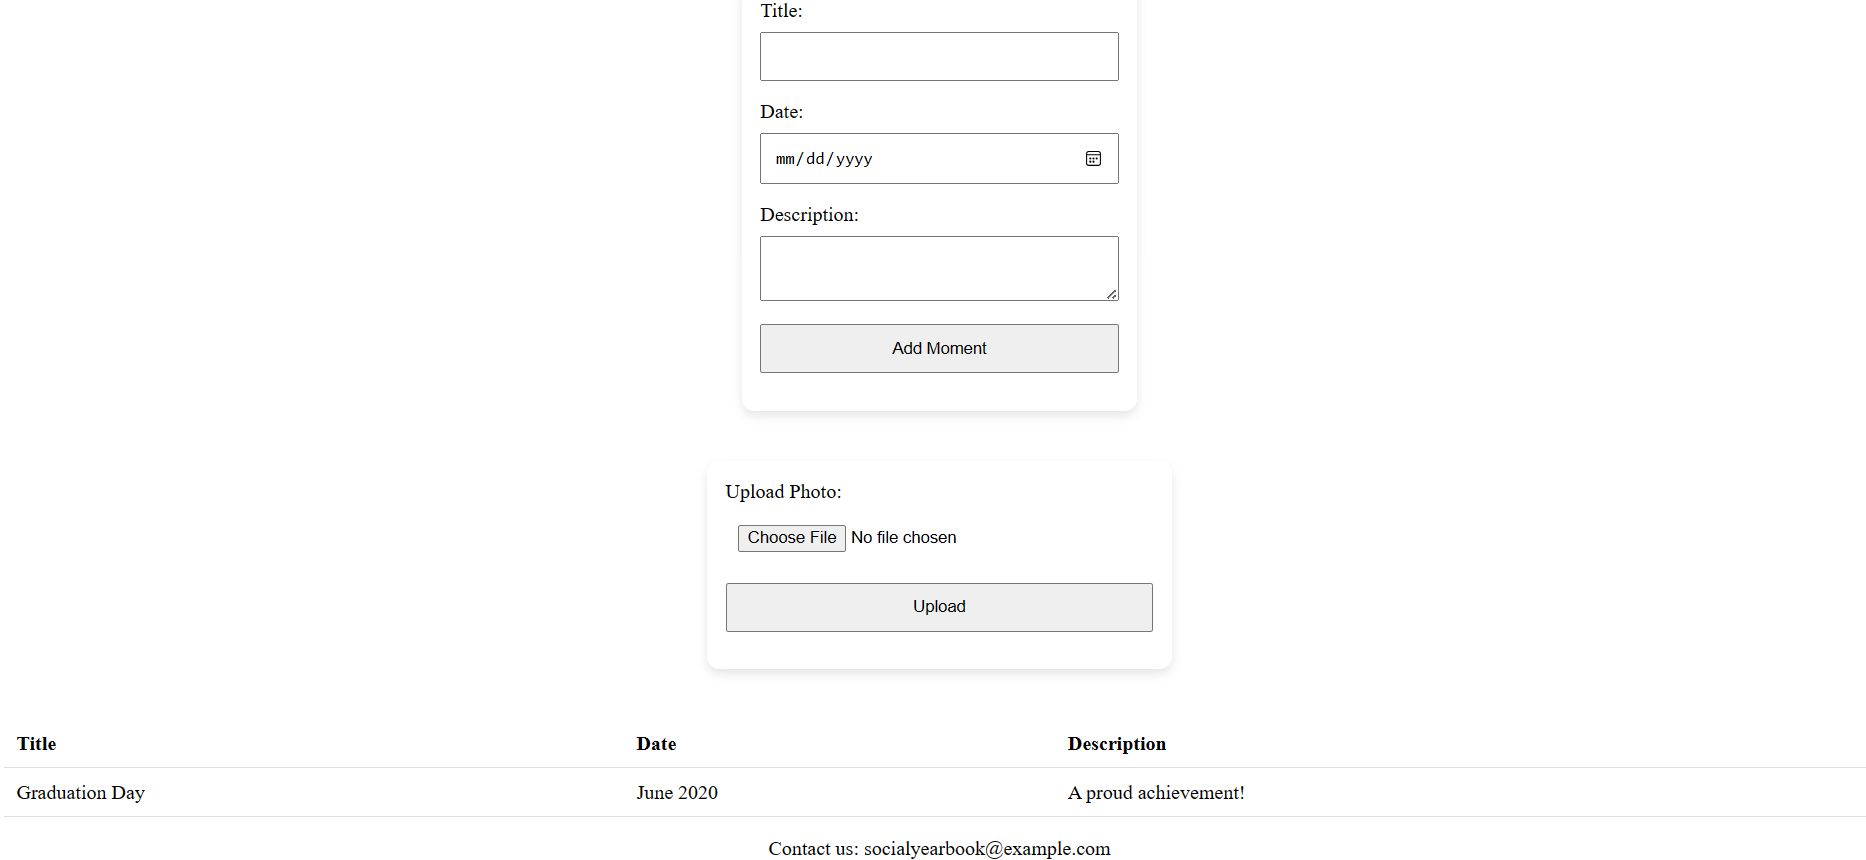 Title:
Date:
mm/dd/yyyy
Description:
Add Moment
Upload Photo:
Choose File No file chosen
Upload
Title Date Description
Graduation Day June 2020 A proud achievement!
Contact us: socialyearbook@example.com